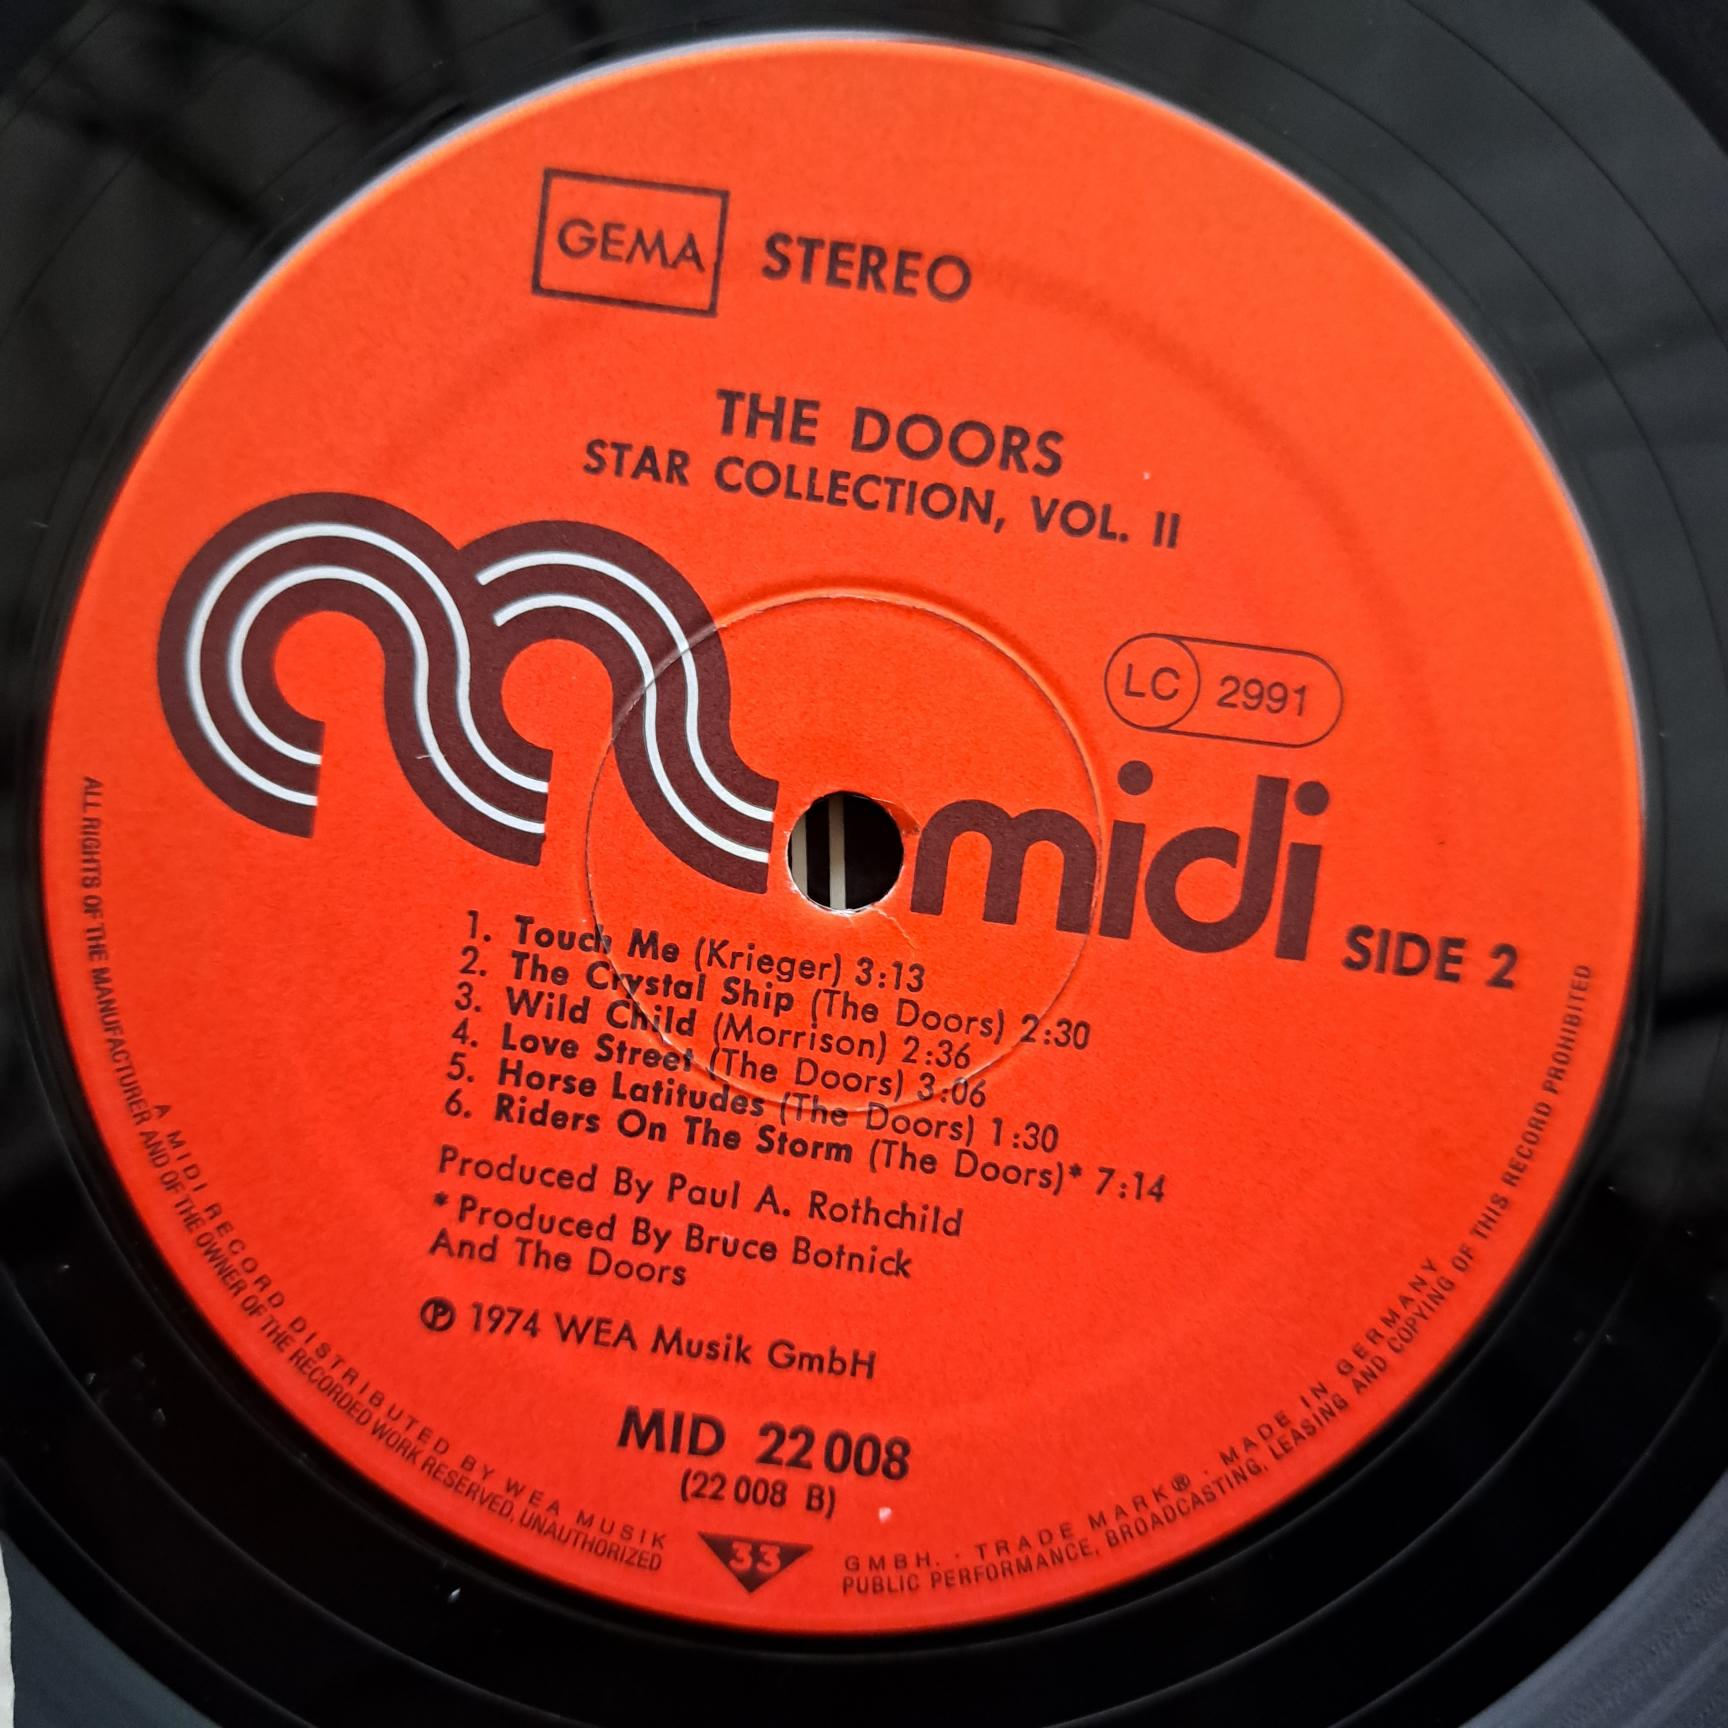 GEMA STEREO
THE DOORS
STAR COLLECTION, VOL. II
LC 2991
midi SIDE 2
1. Touch Me (Krieger) 3:13
2. The Crystal Ship (The Doors) 2:30
3. Wild Child (Morrison) 2:36
4. Love Street (The Doors) 3:06
5. Horse Latitudes (The Doors) 1:30
6. Riders On The Storm (The Doors)* 7:14
Produced By Paul A. Rothchild
*Produced By Bruce Botnick
And The Doors
℗ 1974 WEA Musik GmbH
MID 22 008
(22 008 B)
33
A MIDI RECORD DISTRIBUTED BY WEA MUSIK GMBH. · TRADE MARK® · MADE IN GERMANY
ALL RIGHTS OF THE MANUFACTURER AND OF THE OWNER OF THE RECORDED WORK RESERVED. UNAUTHORIZED PUBLIC PERFORMANCE, BROADCASTING, LEASING AND COPYING OF THIS RECORD PROHIBITED